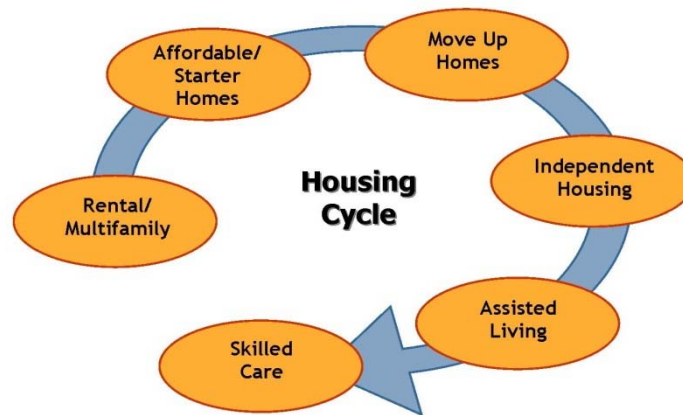 Rental/
Multifamily
Affordable/
Starter
Homes
Move Up
Homes
Independent
Housing
Assisted
Living
Skilled
Care
Housing
Cycle